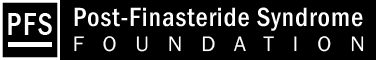 PFS
Post-Finasteride Syndrome
FOUNDATION